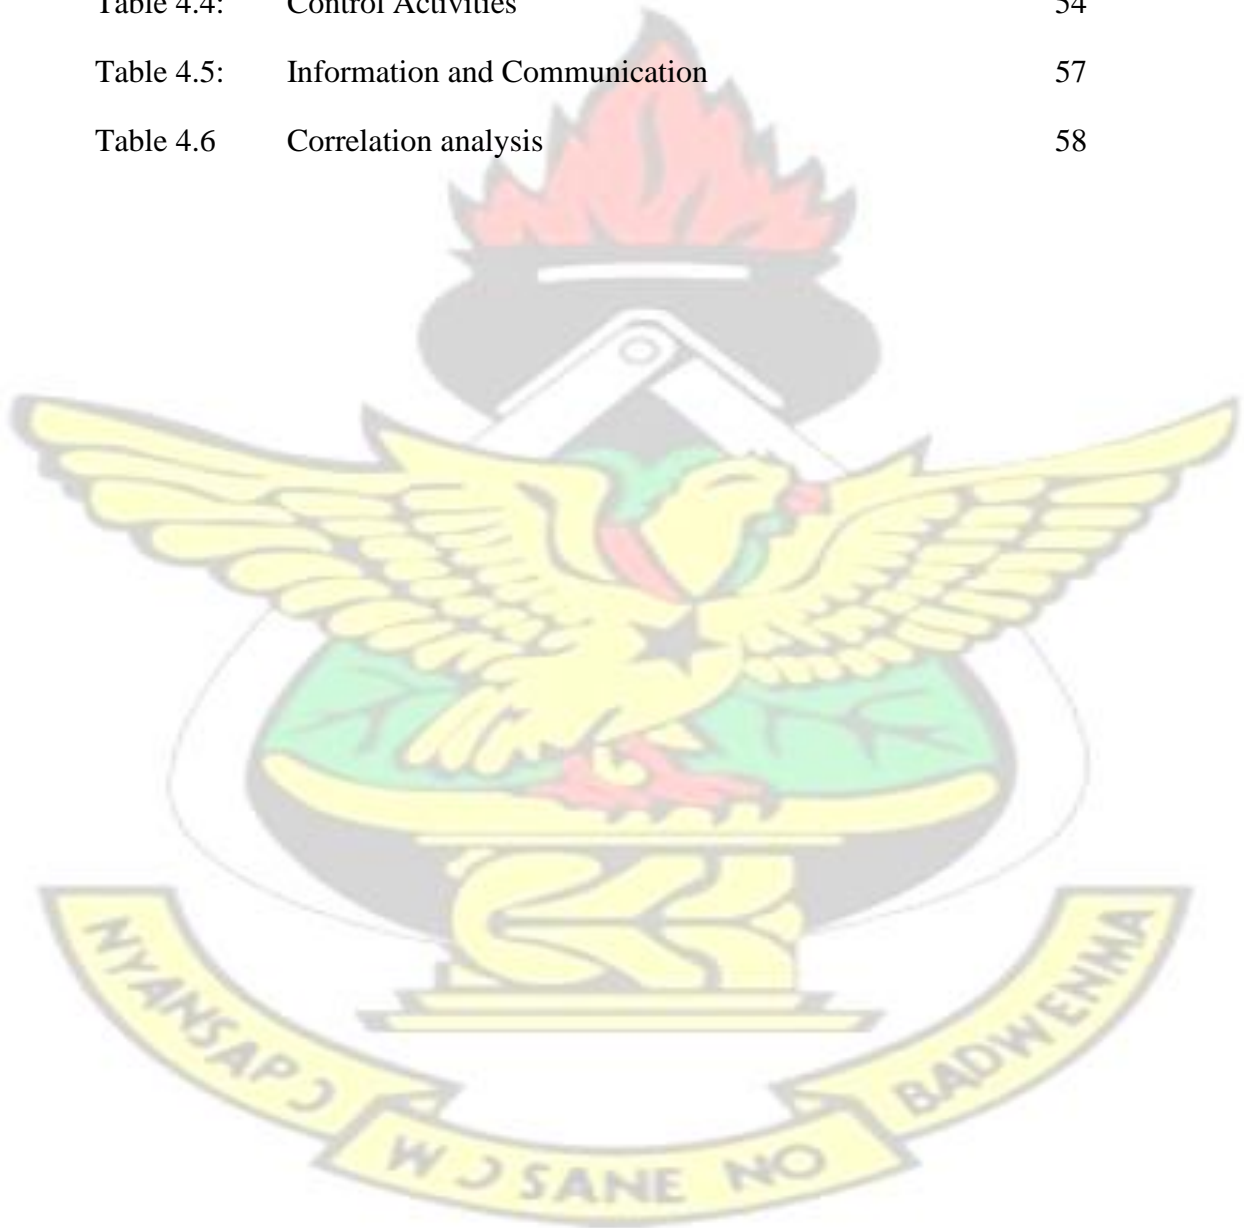 Table 4.4: Control Activities 54
Table 4.5: Information and Communication 57
Table 4.6 Correlation analysis 58
NYANSAPƆ
WƆSANE NO
BADWENMA